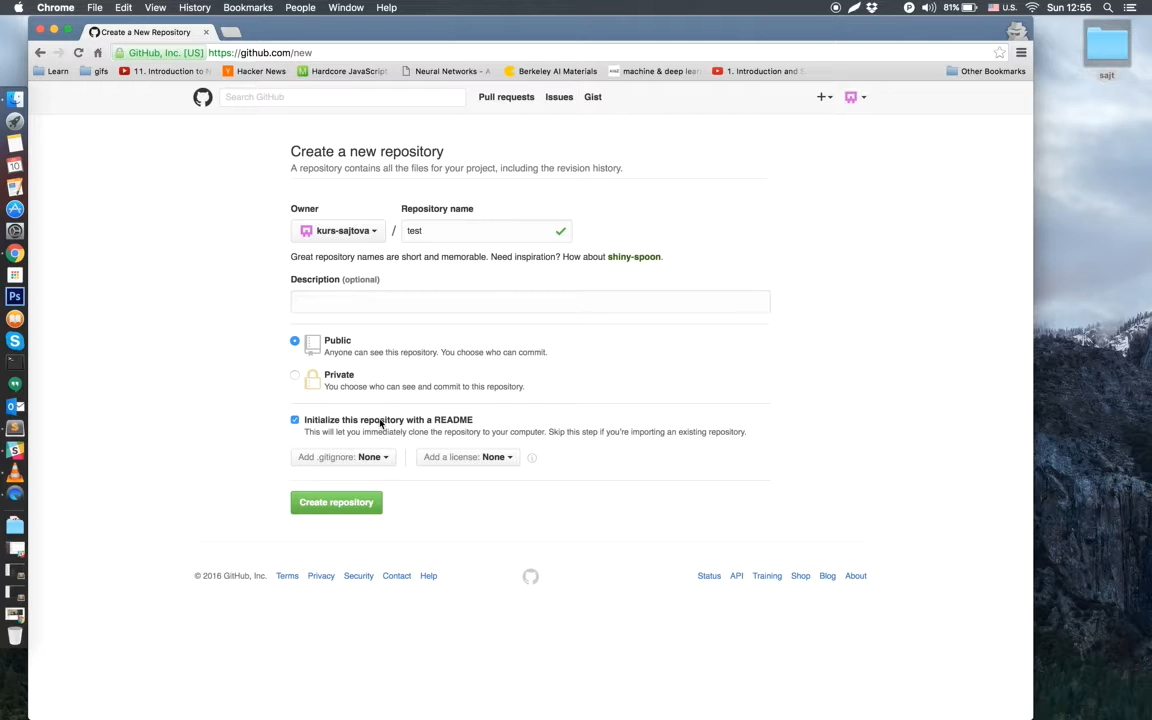 Chrome File Edit View History Bookmarks People Window Help 81% U.S. Sun 12:55
Create a New Repository
GitHub, Inc. [US] https://github.com/new
Learn gifs 11. Introduction to N Hacker News Hardcore JavaScript Neural Networks - A Berkeley AI Materials machine & deep lear 1. Introduction and S Other Bookmarks
sajt
Search GitHub Pull requests Issues Gist
Create a new repository
A repository contains all the files for your project, including the revision history.
Owner Repository name
kurs-sajtova / test
Great repository names are short and memorable. Need inspiration? How about shiny-spoon.
Description (optional)
Public
Anyone can see this repository. You choose who can commit.
Private
You choose who can see and commit to this repository.
Initialize this repository with a README
This will let you immediately clone the repository to your computer. Skip this step if you're importing an existing repository.
Add .gitignore: None Add a license: None
Create repository
© 2016 GitHub, Inc. Terms Privacy Security Contact Help Status API Training Shop Blog About